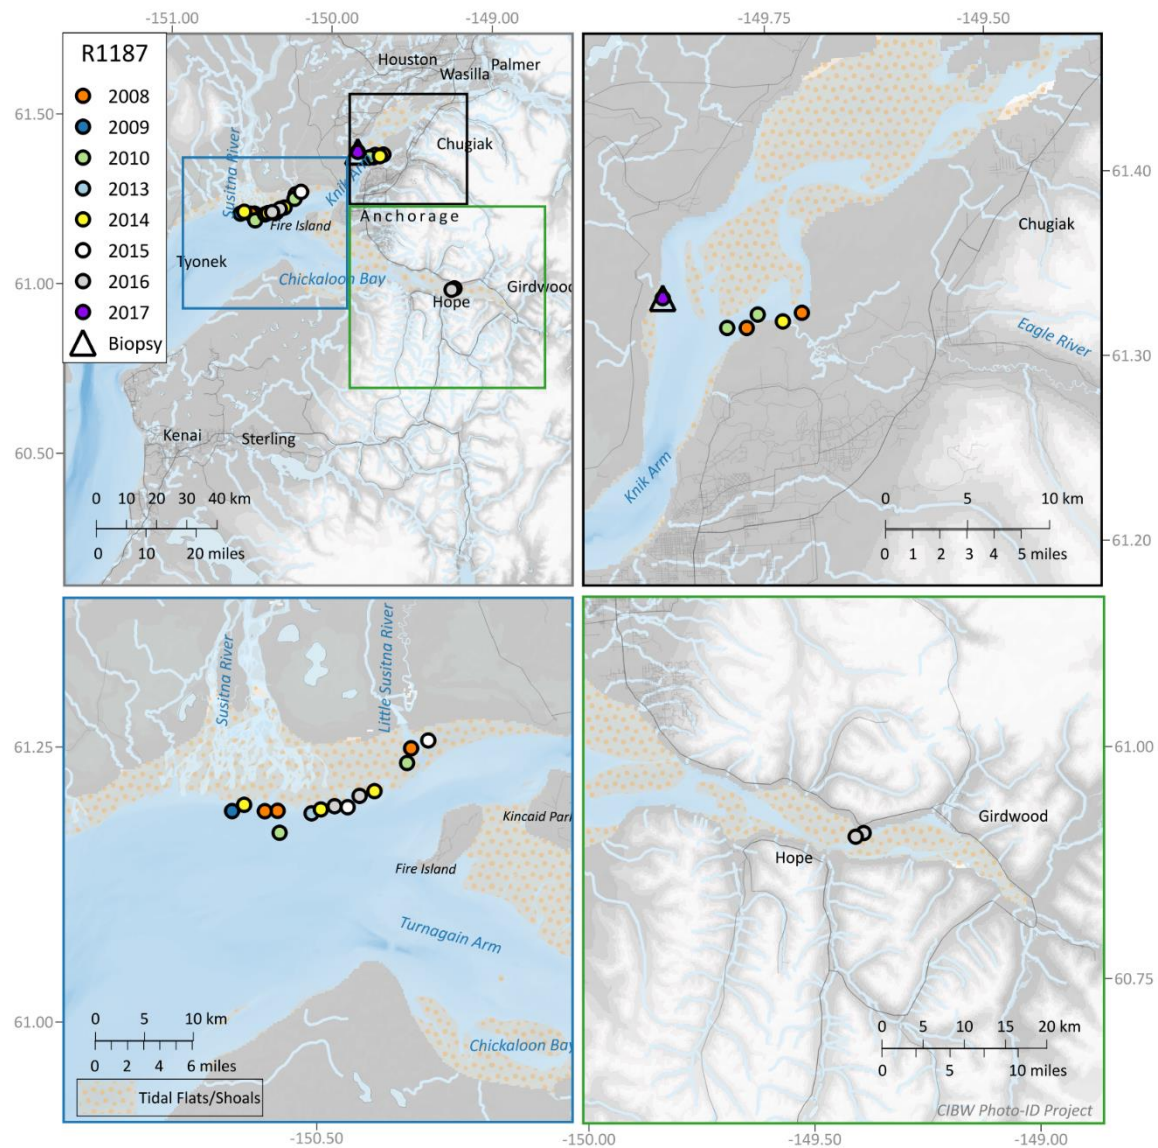 -151.00 -150.00 -149.00
-149.75 -149.50
R1187
2008
2009
2010
2013
2014
2015
2016
2017
Biopsy
61.50
61.00
60.50
Houston
Wasilla
Palmer
Chugiak
Susitna River
Knik Arm
Anchorage
Fire Island
Tyonek
Chickaloon Bay
Girdwood
Hope
Kenai
Sterling
0 10 20 30 40 km
0 10 20 miles
61.40
Chugiak
Eagle River
61.30
Knik Arm
0 5 10 km
0 1 2 3 4 5 miles
61.20
Susitna River
Little Susitna River
61.25
Kincaid Par
Fire Island
Turnagain Arm
61.00
0 5 10 km
0 2 4 6 miles
Chickaloon Bay
Tidal Flats/Shoals
-150.50
61.00
Girdwood
Hope
60.75
0 5 10 15 20 km
0 5 10 miles
CIBW Photo-ID Project
-150.00 -149.50 -149.00